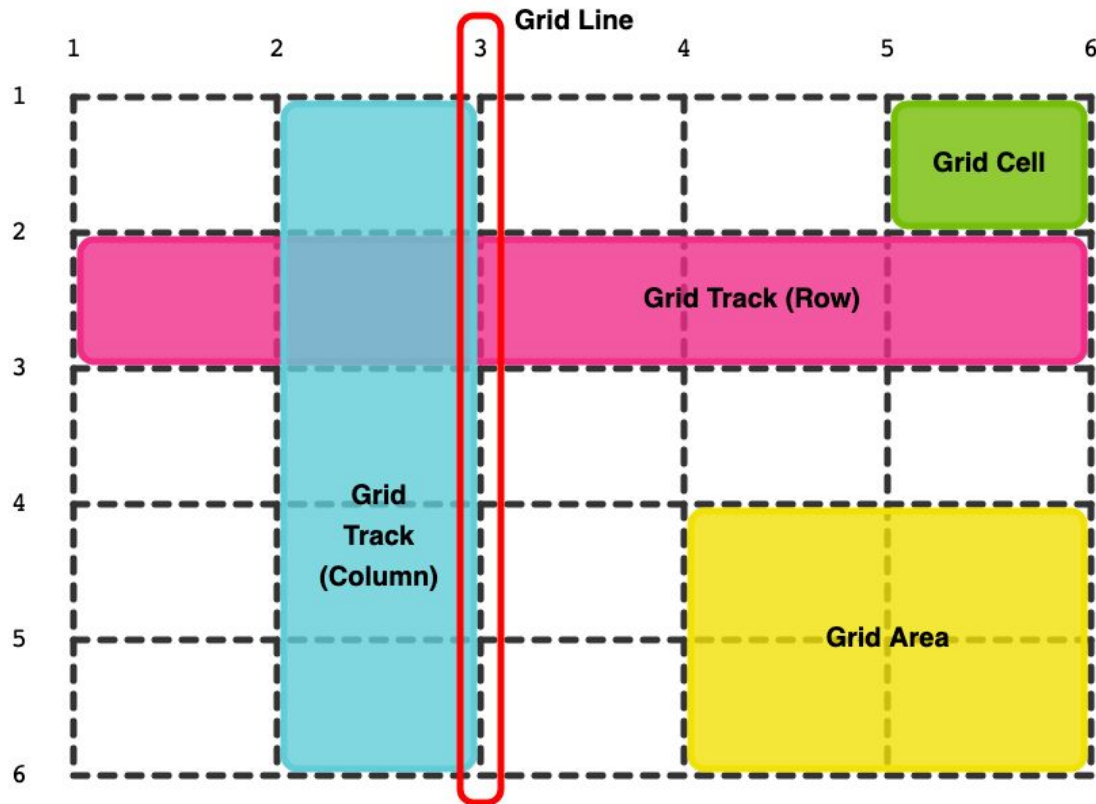 Grid Line
1 2 3 4 5 6
1
Grid Cell
2
Grid Track (Row)
3
4
Grid
Track
(Column)
5
Grid Area
6